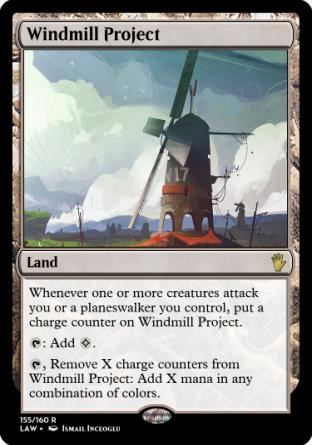 Windmill Project
17
Land
Whenever one or more creatures attack
you or a planeswalker you control, put a
charge counter on Windmill Project.
: Add .
, Remove X charge counters from
Windmill Project: Add X mana in any
combination of colors.
155/160 R
LAW • Ismail Inceoglu